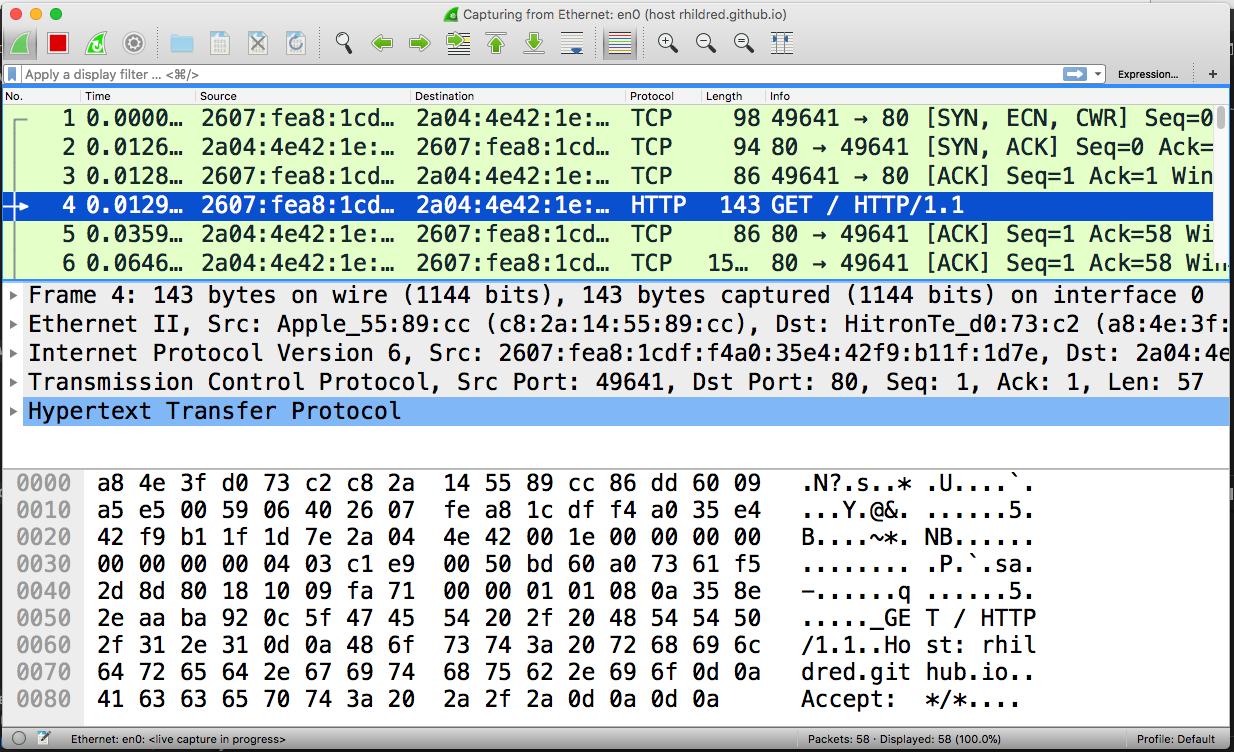 Capturing from Ethernet: en0 (host rhildred.github.io)
Apply a display filter ... <⌘/>
Expression... +
No. Time Source Destination Protocol Length Info
1 0.0000… 2607:fea8:1cd… 2a04:4e42:1e:… TCP 98 49641 → 80 [SYN, ECN, CWR] Seq=0
2 0.0126… 2a04:4e42:1e:… 2607:fea8:1cd… TCP 94 80 → 49641 [SYN, ACK] Seq=0 Ack=
3 0.0128… 2607:fea8:1cd… 2a04:4e42:1e:… TCP 86 49641 → 80 [ACK] Seq=1 Ack=1 Win
4 0.0129… 2607:fea8:1cd… 2a04:4e42:1e:… HTTP 143 GET / HTTP/1.1
5 0.0359… 2a04:4e42:1e:… 2607:fea8:1cd… TCP 86 80 → 49641 [ACK] Seq=1 Ack=58 Wi
6 0.0646… 2a04:4e42:1e:… 2607:fea8:1cd… TCP 15… 80 → 49641 [ACK] Seq=1 Ack=58 Win
Frame 4: 143 bytes on wire (1144 bits), 143 bytes captured (1144 bits) on interface 0
Ethernet II, Src: Apple_55:89:cc (c8:2a:14:55:89:cc), Dst: HitronTe_d0:73:c2 (a8:4e:3f:
Internet Protocol Version 6, Src: 2607:fea8:1cdf:f4a0:35e4:42f9:b11f:1d7e, Dst: 2a04:4e
Transmission Control Protocol, Src Port: 49641, Dst Port: 80, Seq: 1, Ack: 1, Len: 57
Hypertext Transfer Protocol
0000 a8 4e 3f d0 73 c2 c8 2a 14 55 89 cc 86 dd 60 09 .N?.s..* .U....`.
0010 a5 e5 00 59 06 40 26 07 fe a8 1c df f4 a0 35 e4 ...Y.@&. ......5.
0020 42 f9 b1 1f 1d 7e 2a 04 4e 42 00 1e 00 00 00 00 B....~*. NB......
0030 00 00 00 00 04 03 c1 e9 00 50 bd 60 a0 73 61 f5 ........ .P.`.sa.
0040 2d 8d 80 18 10 09 fa 71 00 00 01 01 08 0a 35 8e -......q ......5.
0050 2e aa ba 92 0c 5f 47 45 54 20 2f 20 48 54 54 50 ....._GE T / HTTP
0060 2f 31 2e 31 0d 0a 48 6f 73 74 3a 20 72 68 69 6c /1.1..Ho st: rhil
0070 64 72 65 64 2e 67 69 74 68 75 62 2e 69 6f 0d 0a dred.git hub.io..
0080 41 63 63 65 70 74 3a 20 2a 2f 2a 0d 0a 0d 0a Accept: */*....
Ethernet: en0: <live capture in progress> Packets: 58 · Displayed: 58 (100.0%) Profile: Default